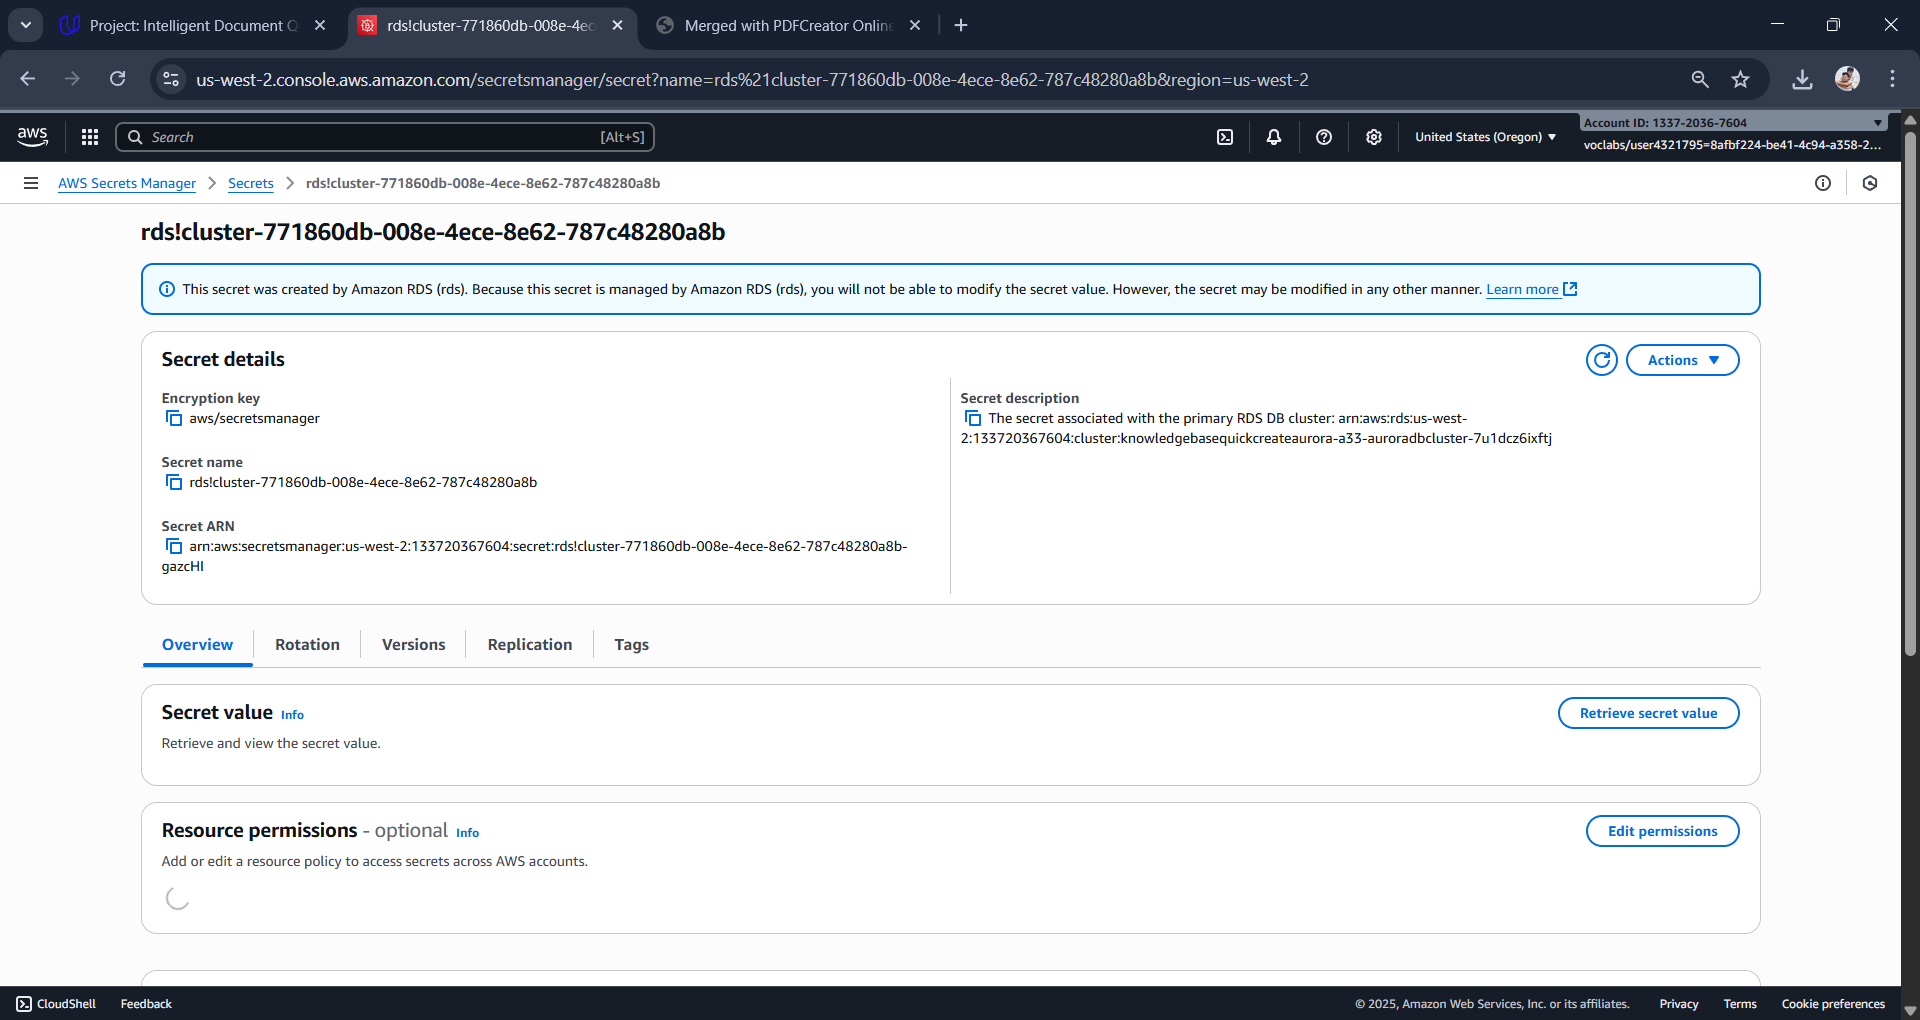 Project: Intelligent Document Q
rds!cluster-771860db-008e-4ec
Merged with PDFCreator Online
us-west-2.console.aws.amazon.com/secretsmanager/secret?name=rds%21cluster-771860db-008e-4ece-8e62-787c48280a8b&region=us-west-2
aws
Search
[Alt+S]
United States (Oregon)
Account ID: 1337-2036-7604
voclabs/user4321795=8afbf224-be41-4c94-a358-2...
AWS Secrets Manager
Secrets
rds!cluster-771860db-008e-4ece-8e62-787c48280a8b
rds!cluster-771860db-008e-4ece-8e62-787c48280a8b
This secret was created by Amazon RDS (rds). Because this secret is managed by Amazon RDS (rds), you will not be able to modify the secret value. However, the secret may be modified in any other manner. Learn more
Secret details
Actions
Encryption key
aws/secretsmanager
Secret name
rds!cluster-771860db-008e-4ece-8e62-787c48280a8b
Secret ARN
arn:aws:secretsmanager:us-west-2:133720367604:secret:rds!cluster-771860db-008e-4ece-8e62-787c48280a8b-
gazcHI
Secret description
The secret associated with the primary RDS DB cluster: arn:aws:rds:us-west-
2:133720367604:cluster:knowledgebasequickcreateaurora-a33-auroradbcluster-7u1dcz6ixftj
Overview
Rotation
Versions
Replication
Tags
Secret value Info
Retrieve secret value
Retrieve and view the secret value.
Resource permissions - optional Info
Edit permissions
Add or edit a resource policy to access secrets across AWS accounts.
CloudShell
Feedback
© 2025, Amazon Web Services, Inc. or its affiliates.
Privacy
Terms
Cookie preferences